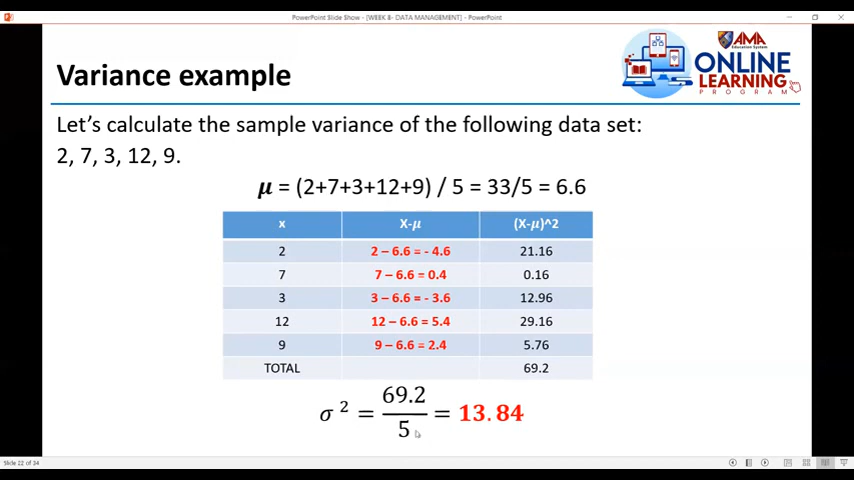 PowerPoint Slide Show - [WEEK 8- DATA MANAGEMENT] - PowerPoint
Variance example
AMA
Education System
ONLINE
LEARNING
PROGRAM
Let's calculate the sample variance of the following data set:
2, 7, 3, 12, 9.
μ = (2+7+3+12+9) / 5 = 33/5 = 6.6
x X-μ (X-μ)^2
2 2 – 6.6 = - 4.6 21.16
7 7 – 6.6 = 0.4 0.16
3 3 – 6.6 = - 3.6 12.96
12 12 – 6.6 = 5.4 29.16
9 9 – 6.6 = 2.4 5.76
TOTAL 69.2
σ ² = 69.2/5 = 13.84
Slide 22 of 34